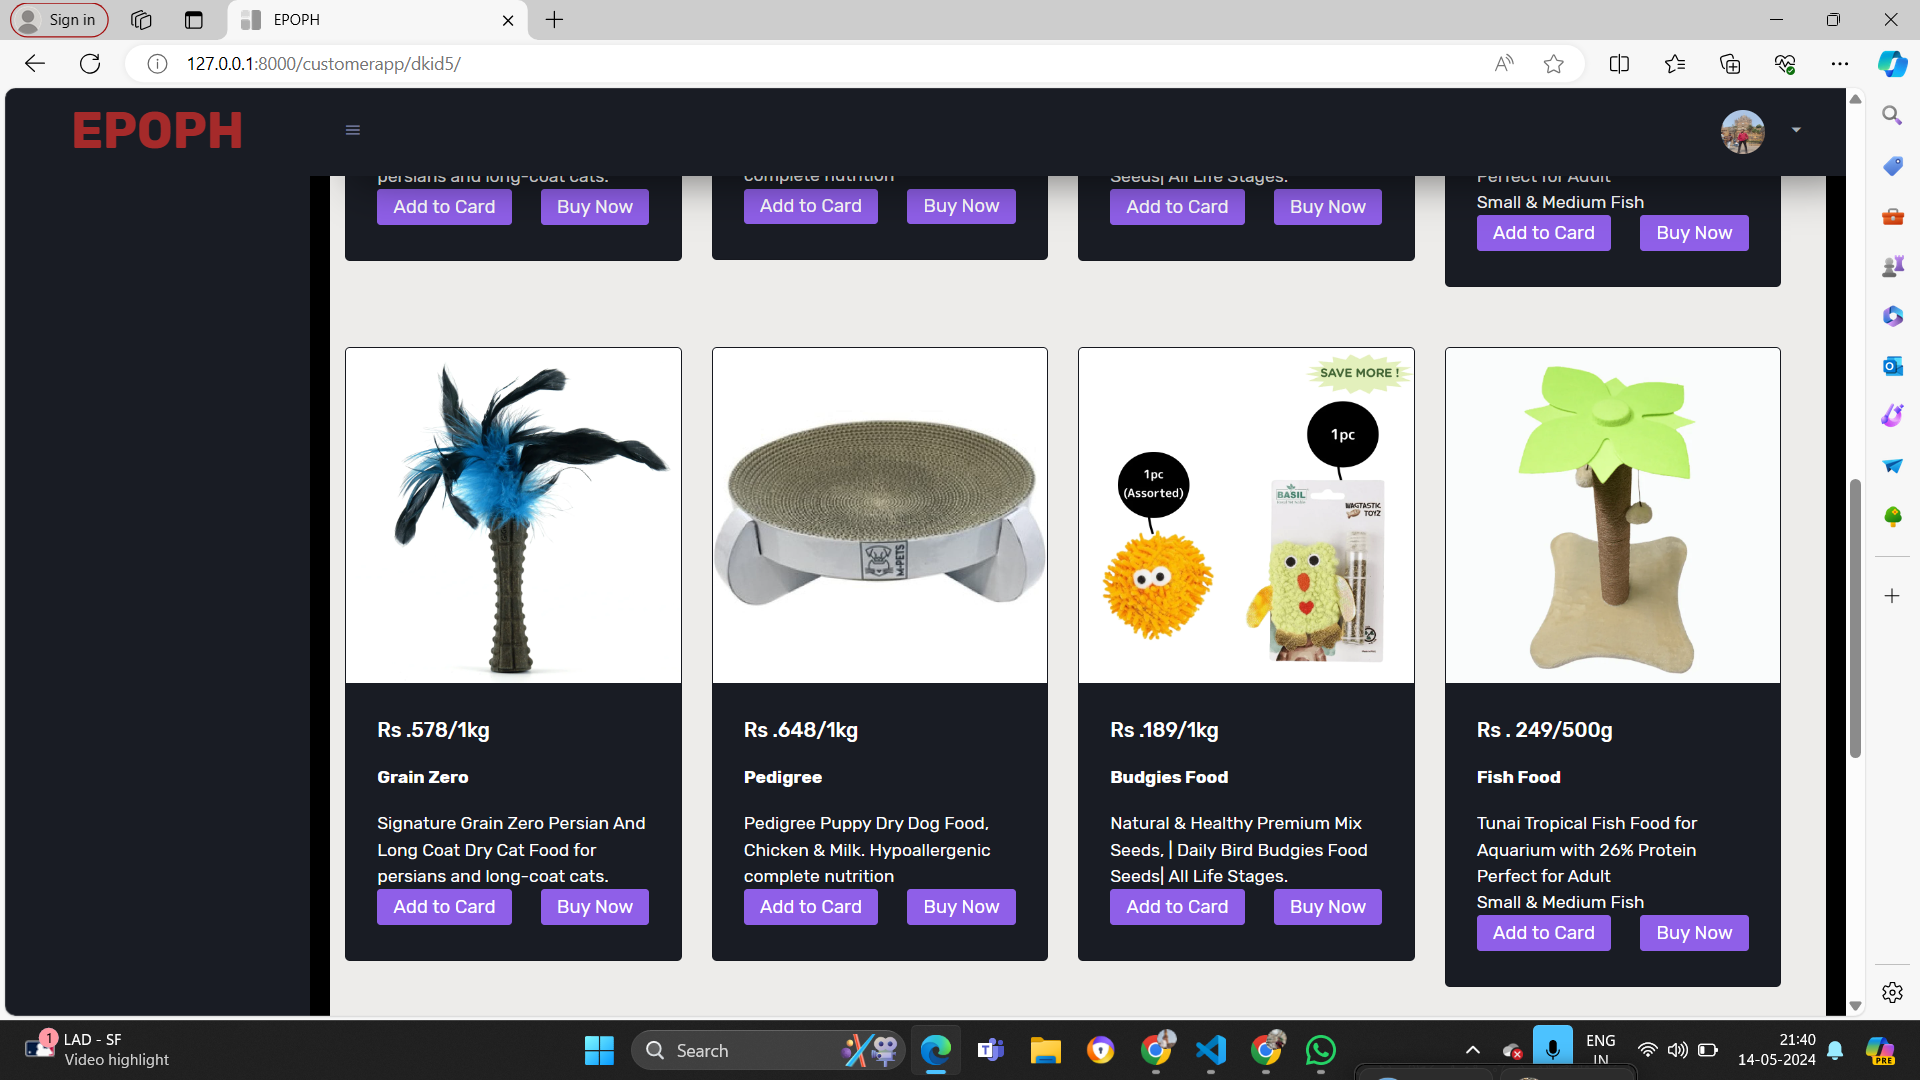 Sign in
EPOPH
127.0.0.1:8000/customerapp/dkid5/
EPOPH
persians and long-coat cats.
Add to Card
Buy Now
complete nutrition
Add to Card
Buy Now
Seeds| All Life Stages.
Add to Card
Buy Now
Perfect for Adult
Small & Medium Fish
Add to Card
Buy Now
M-PETS
SAVE MORE !
1pc
1pc
(Assorted)
BASIL
WAGTASTIC
TOYZ
Rs .578/1kg
Grain Zero
Signature Grain Zero Persian And
Long Coat Dry Cat Food for
persians and long-coat cats.
Add to Card
Buy Now
Rs .648/1kg
Pedigree
Pedigree Puppy Dry Dog Food,
Chicken & Milk. Hypoallergenic
complete nutrition
Add to Card
Buy Now
Rs .189/1kg
Budgies Food
Natural & Healthy Premium Mix
Seeds, | Daily Bird Budgies Food
Seeds| All Life Stages.
Add to Card
Buy Now
Rs . 249/500g
Fish Food
Tunai Tropical Fish Food for
Aquarium with 26% Protein
Perfect for Adult
Small & Medium Fish
Add to Card
Buy Now
1
LAD - SF
Video highlight
Search
ENG
IN
21:40
14-05-2024
PRE